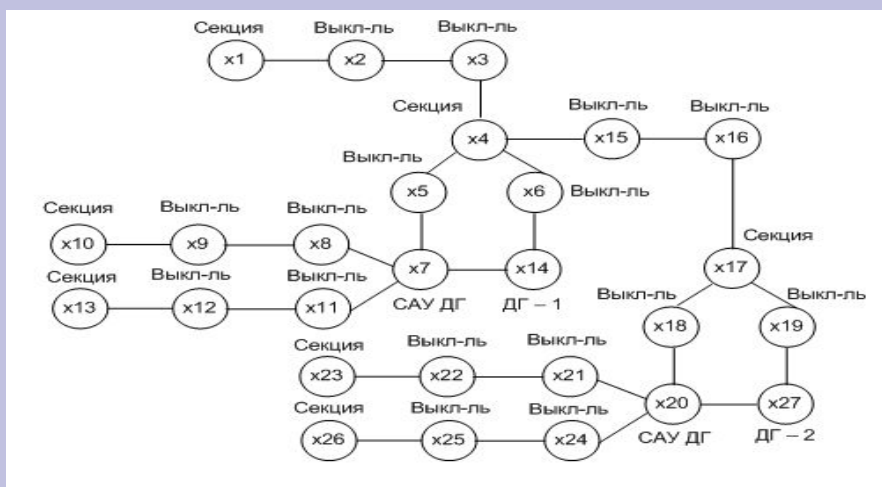 Секция Выкл-ль Выкл-ль
x1 x2 x3
Секция Выкл-ль Выкл-ль
x4 x15 x16
Выкл-ль
x5 x6 Выкл-ль
Секция Выкл-ль Выкл-ль
x10 x9 x8
Секция
x7 x14 x17
Секция Выкл-ль Выкл-ль
x13 x12 x11
САУ ДГ ДГ – 1
Выкл-ль Выкл-ль
x18 x19
Секция Выкл-ль Выкл-ль
x23 x22 x21
x20 x27
Секция Выкл-ль Выкл-ль
x26 x25 x24
САУ ДГ ДГ – 2